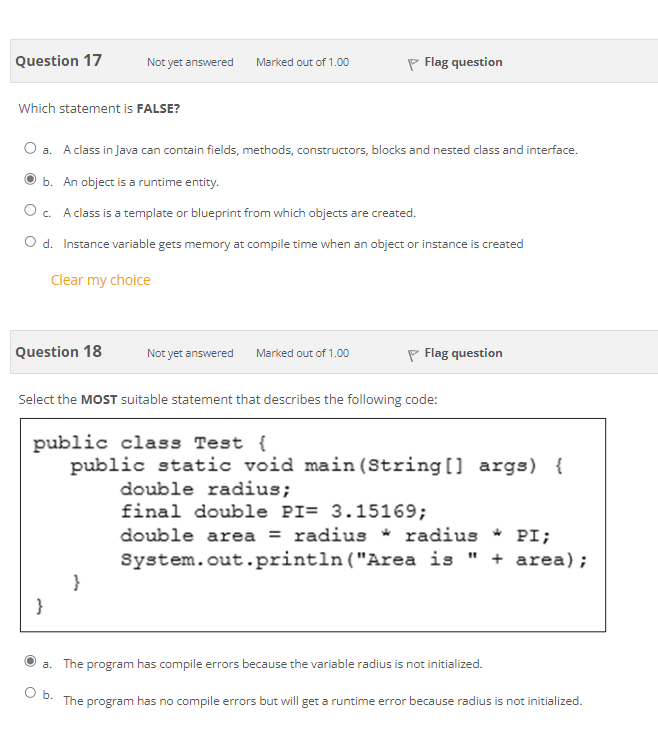 Question 17 Not yet answered Marked out of 1.00 Flag question
Which statement is FALSE?
a. A class in Java can contain fields, methods, constructors, blocks and nested class and interface.
b. An object is a runtime entity.
c. A class is a template or blueprint from which objects are created.
d. Instance variable gets memory at compile time when an object or instance is created
Clear my choice
Question 18 Not yet answered Marked out of 1.00 Flag question
Select the MOST suitable statement that describes the following code:
public class Test {
public static void main(String[] args) {
double radius;
final double PI= 3.15169;
double area = radius * radius * PI;
System.out.println("Area is " + area);
}
}
a. The program has compile errors because the variable radius is not initialized.
b. The program has no compile errors but will get a runtime error because radius is not initialized.